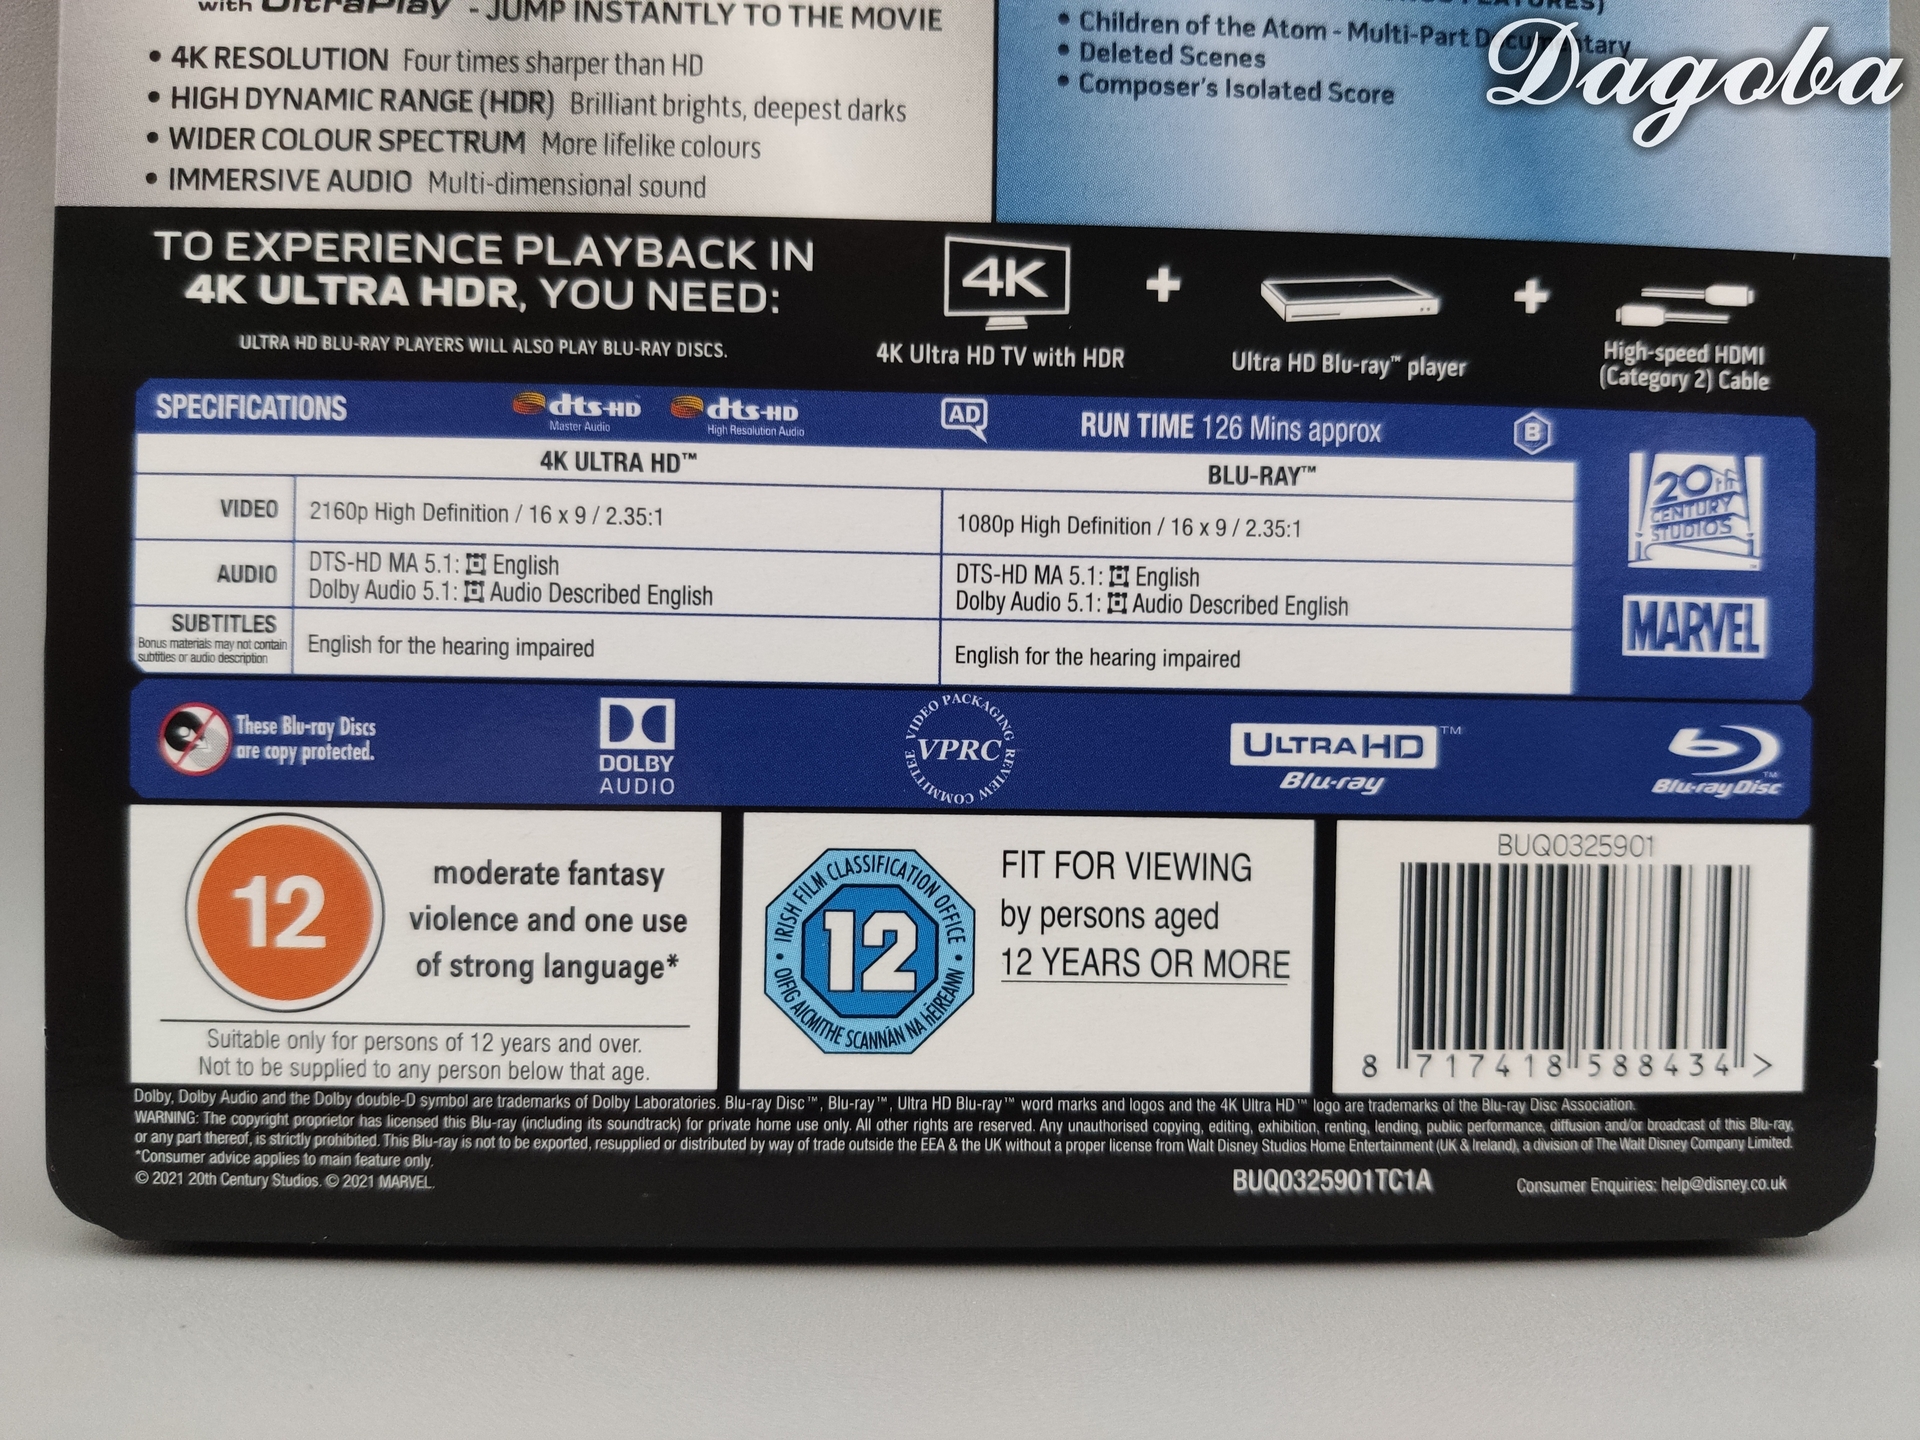 with UltraPlay - JUMP INSTANTLY TO THE MOVIE
• 4K RESOLUTION Four times sharper than HD
• HIGH DYNAMIC RANGE (HDR) Brilliant brights, deepest darks
• WIDER COLOUR SPECTRUM More lifelike colours
• IMMERSIVE AUDIO Multi-dimensional sound
• Children of the Atom - Multi-Part Documentary
• Deleted Scenes
• Composer's Isolated Score
Dagoba
TO EXPERIENCE PLAYBACK IN
4K ULTRA HDR, YOU NEED:
ULTRA HD BLU-RAY PLAYERS WILL ALSO PLAY BLU-RAY DISCS.
4K
4K Ultra HD TV with HDR
+
Ultra HD Blu-ray™ player
+
High-speed HDMI
(Category 2) Cable
SPECIFICATIONS
dts-HD
Master Audio
dts-HD
High Resolution Audio
AD
RUN TIME 126 Mins approx
B
4K ULTRA HD™
BLU-RAY™
VIDEO
2160p High Definition / 16 x 9 / 2.35:1
1080p High Definition / 16 x 9 / 2.35:1
AUDIO
DTS-HD MA 5.1: English
Dolby Audio 5.1: Audio Described English
DTS-HD MA 5.1: English
Dolby Audio 5.1: Audio Described English
SUBTITLES
Bonus materials may not contain
subtitles or audio description
English for the hearing impaired
English for the hearing impaired
20th
CENTURY
STUDIOS
MARVEL
These Blu-ray Discs
are copy protected.
DOLBY
AUDIO
VIDEO PACKAGING REVIEW COMMITTEE
VPRC
ULTRA HD™
Blu-ray
Blu-ray Disc™
12
moderate fantasy
violence and one use
of strong language*
Suitable only for persons of 12 years and over.
Not to be supplied to any person below that age.
IRISH FILM CLASSIFICATION OFFICE
12
OIFIG AICMITHE SCANNÁN NA hÉIREANN
FIT FOR VIEWING
by persons aged
12 YEARS OR MORE
BUQ0325901
8 717418 588434 >
Dolby, Dolby Audio and the Dolby double-D symbol are trademarks of Dolby Laboratories. Blu-ray Disc™, Blu-ray™, Ultra HD Blu-ray™ word marks and logos and the 4K Ultra HD™ logo are trademarks of the Blu-ray Disc Association.
WARNING: The copyright proprietor has licensed this Blu-ray (including its soundtrack) for private home use only. All other rights are reserved. Any unauthorised copying, editing, exhibition, renting, lending, public performance, diffusion and/or broadcast of this Blu-ray,
or any part thereof, is strictly prohibited. This Blu-ray is not to be exported, resupplied or distributed by way of trade outside the EEA & the UK without a proper license from Walt Disney Studios Home Entertainment (UK & Ireland), a division of The Walt Disney Company Limited.
*Consumer advice applies to main feature only.
© 2021 20th Century Studios. © 2021 MARVEL.
BUQ0325901TC1A
Consumer Enquiries: help@disney.co.uk